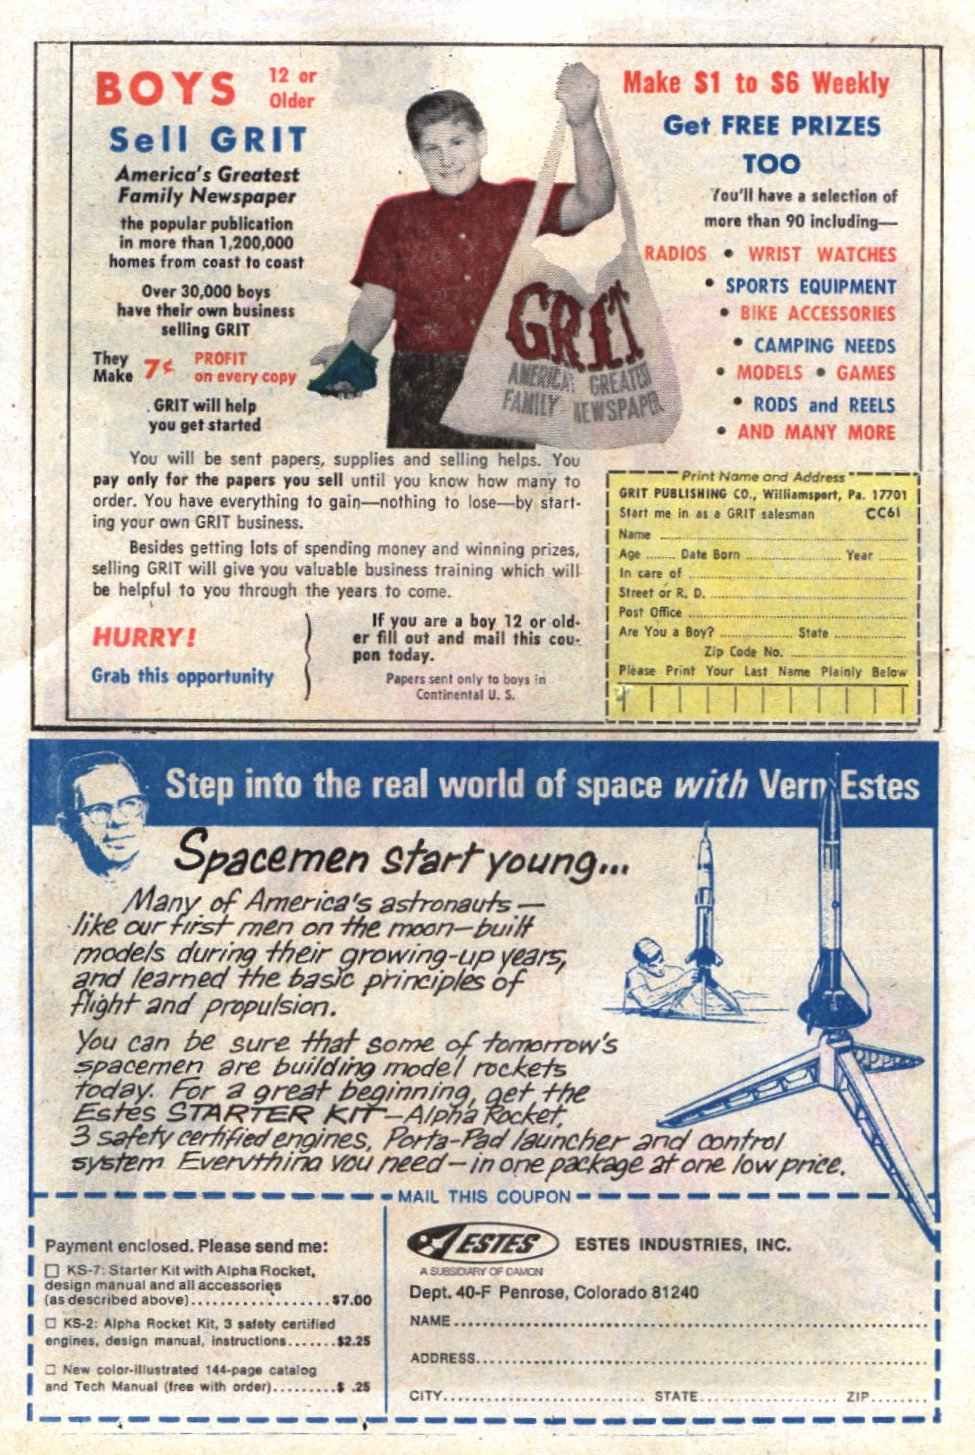 BOYS 12 or Older
Sell GRIT
America's Greatest
Family Newspaper
the popular publication
in more than 1,200,000
homes from coast to coast
Over 30,000 boys
have their own business
selling GRIT
They Make 7¢ PROFIT on every copy
GRIT will help
you get started
GRIT
AMERICA'S GREATEST
FAMILY NEWSPAPER
Make $1 to $6 Weekly
Get FREE PRIZES
TOO
You'll have a selection of
more than 90 including—
RADIOS • WRIST WATCHES
• SPORTS EQUIPMENT
• BIKE ACCESSORIES
• CAMPING NEEDS
• MODELS • GAMES
• RODS and REELS
• AND MANY MORE
You will be sent papers, supplies and selling helps. You
pay only for the papers you sell until you know how many to
order. You have everything to gain—nothing to lose—by start-
ing your own GRIT business.
Besides getting lots of spending money and winning prizes,
selling GRIT will give you valuable business training which will
be helpful to you through the years to come.
HURRY!
Grab this opportunity
If you are a boy 12 or old-
er fill out and mail this cou-
pon today.
Papers sent only to boys in
Continental U. S.
Print Name and Address
GRIT PUBLISHING CO., Williamsport, Pa. 17701
Start me in as a GRIT salesman CC61
Name
Age Date Born Year
In care of
Street or R. D.
Post Office
Are You a Boy? State
Zip Code No.
Please Print Your Last Name Plainly Below
Step into the real world of space with Vern Estes
Spacemen start young...
Many of America's astronauts —
like our first men on the moon—built
models during their growing-up years,
and learned the basic principles of
flight and propulsion.
You can be sure that some of tomorrow's
spacemen are building model rockets
today. For a great beginning, get the
Estes STARTER KIT—Alpha Rocket,
3 safety certified engines, Porta-Pad launcher and control
system. Everything you need—in one package at one low price.
MAIL THIS COUPON
Payment enclosed. Please send me:
☐ KS-7: Starter Kit with Alpha Rocket,
design manual and all accessories
(as described above)..................$7.00
☐ KS-2: Alpha Rocket Kit, 3 safety certified
engines, design manual, instructions.......$2.25
☐ New color-illustrated 144-page catalog
and Tech Manual (free with order).........$ .25
ESTES
A SUBSIDIARY OF DAMON
ESTES INDUSTRIES, INC.
Dept. 40-F Penrose, Colorado 81240
NAME
ADDRESS
CITY STATE ZIP